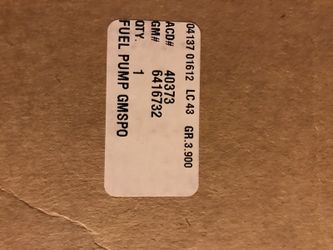 04137 01612 LC 43 GR.3.900
ACD# 40373
GM# 6416732
QTY. 1
FUEL PUMP GMSPO